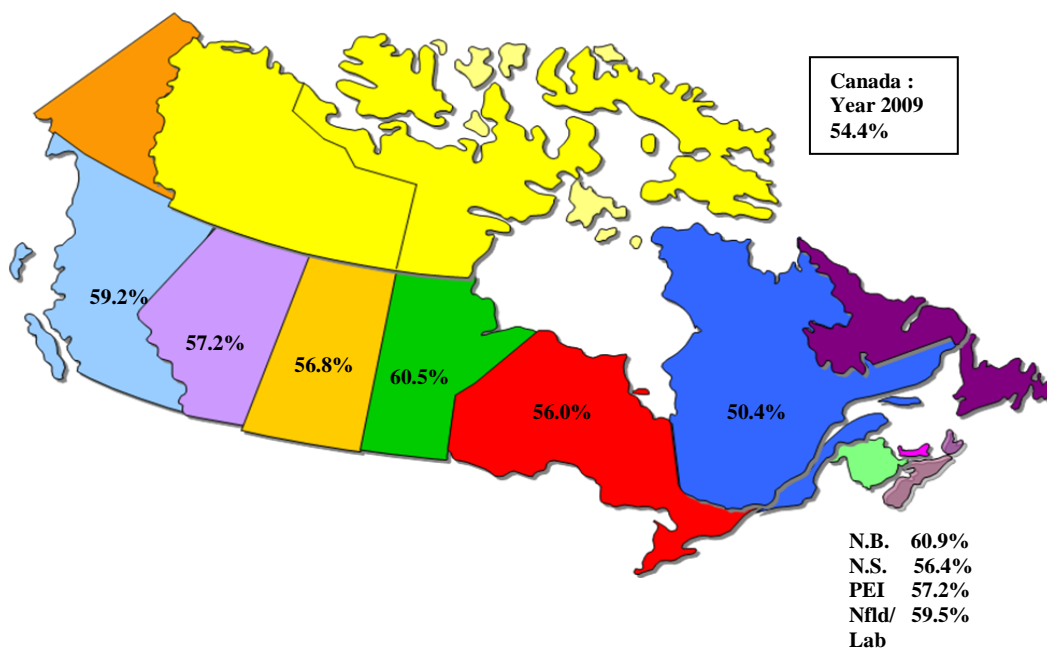 Canada :
Year 2009
54.4%
59.2%
57.2%
56.8%
60.5%
56.0%
50.4%
N.B. 60.9%
N.S. 56.4%
PEI 57.2%
Nfld/ 59.5%
Lab